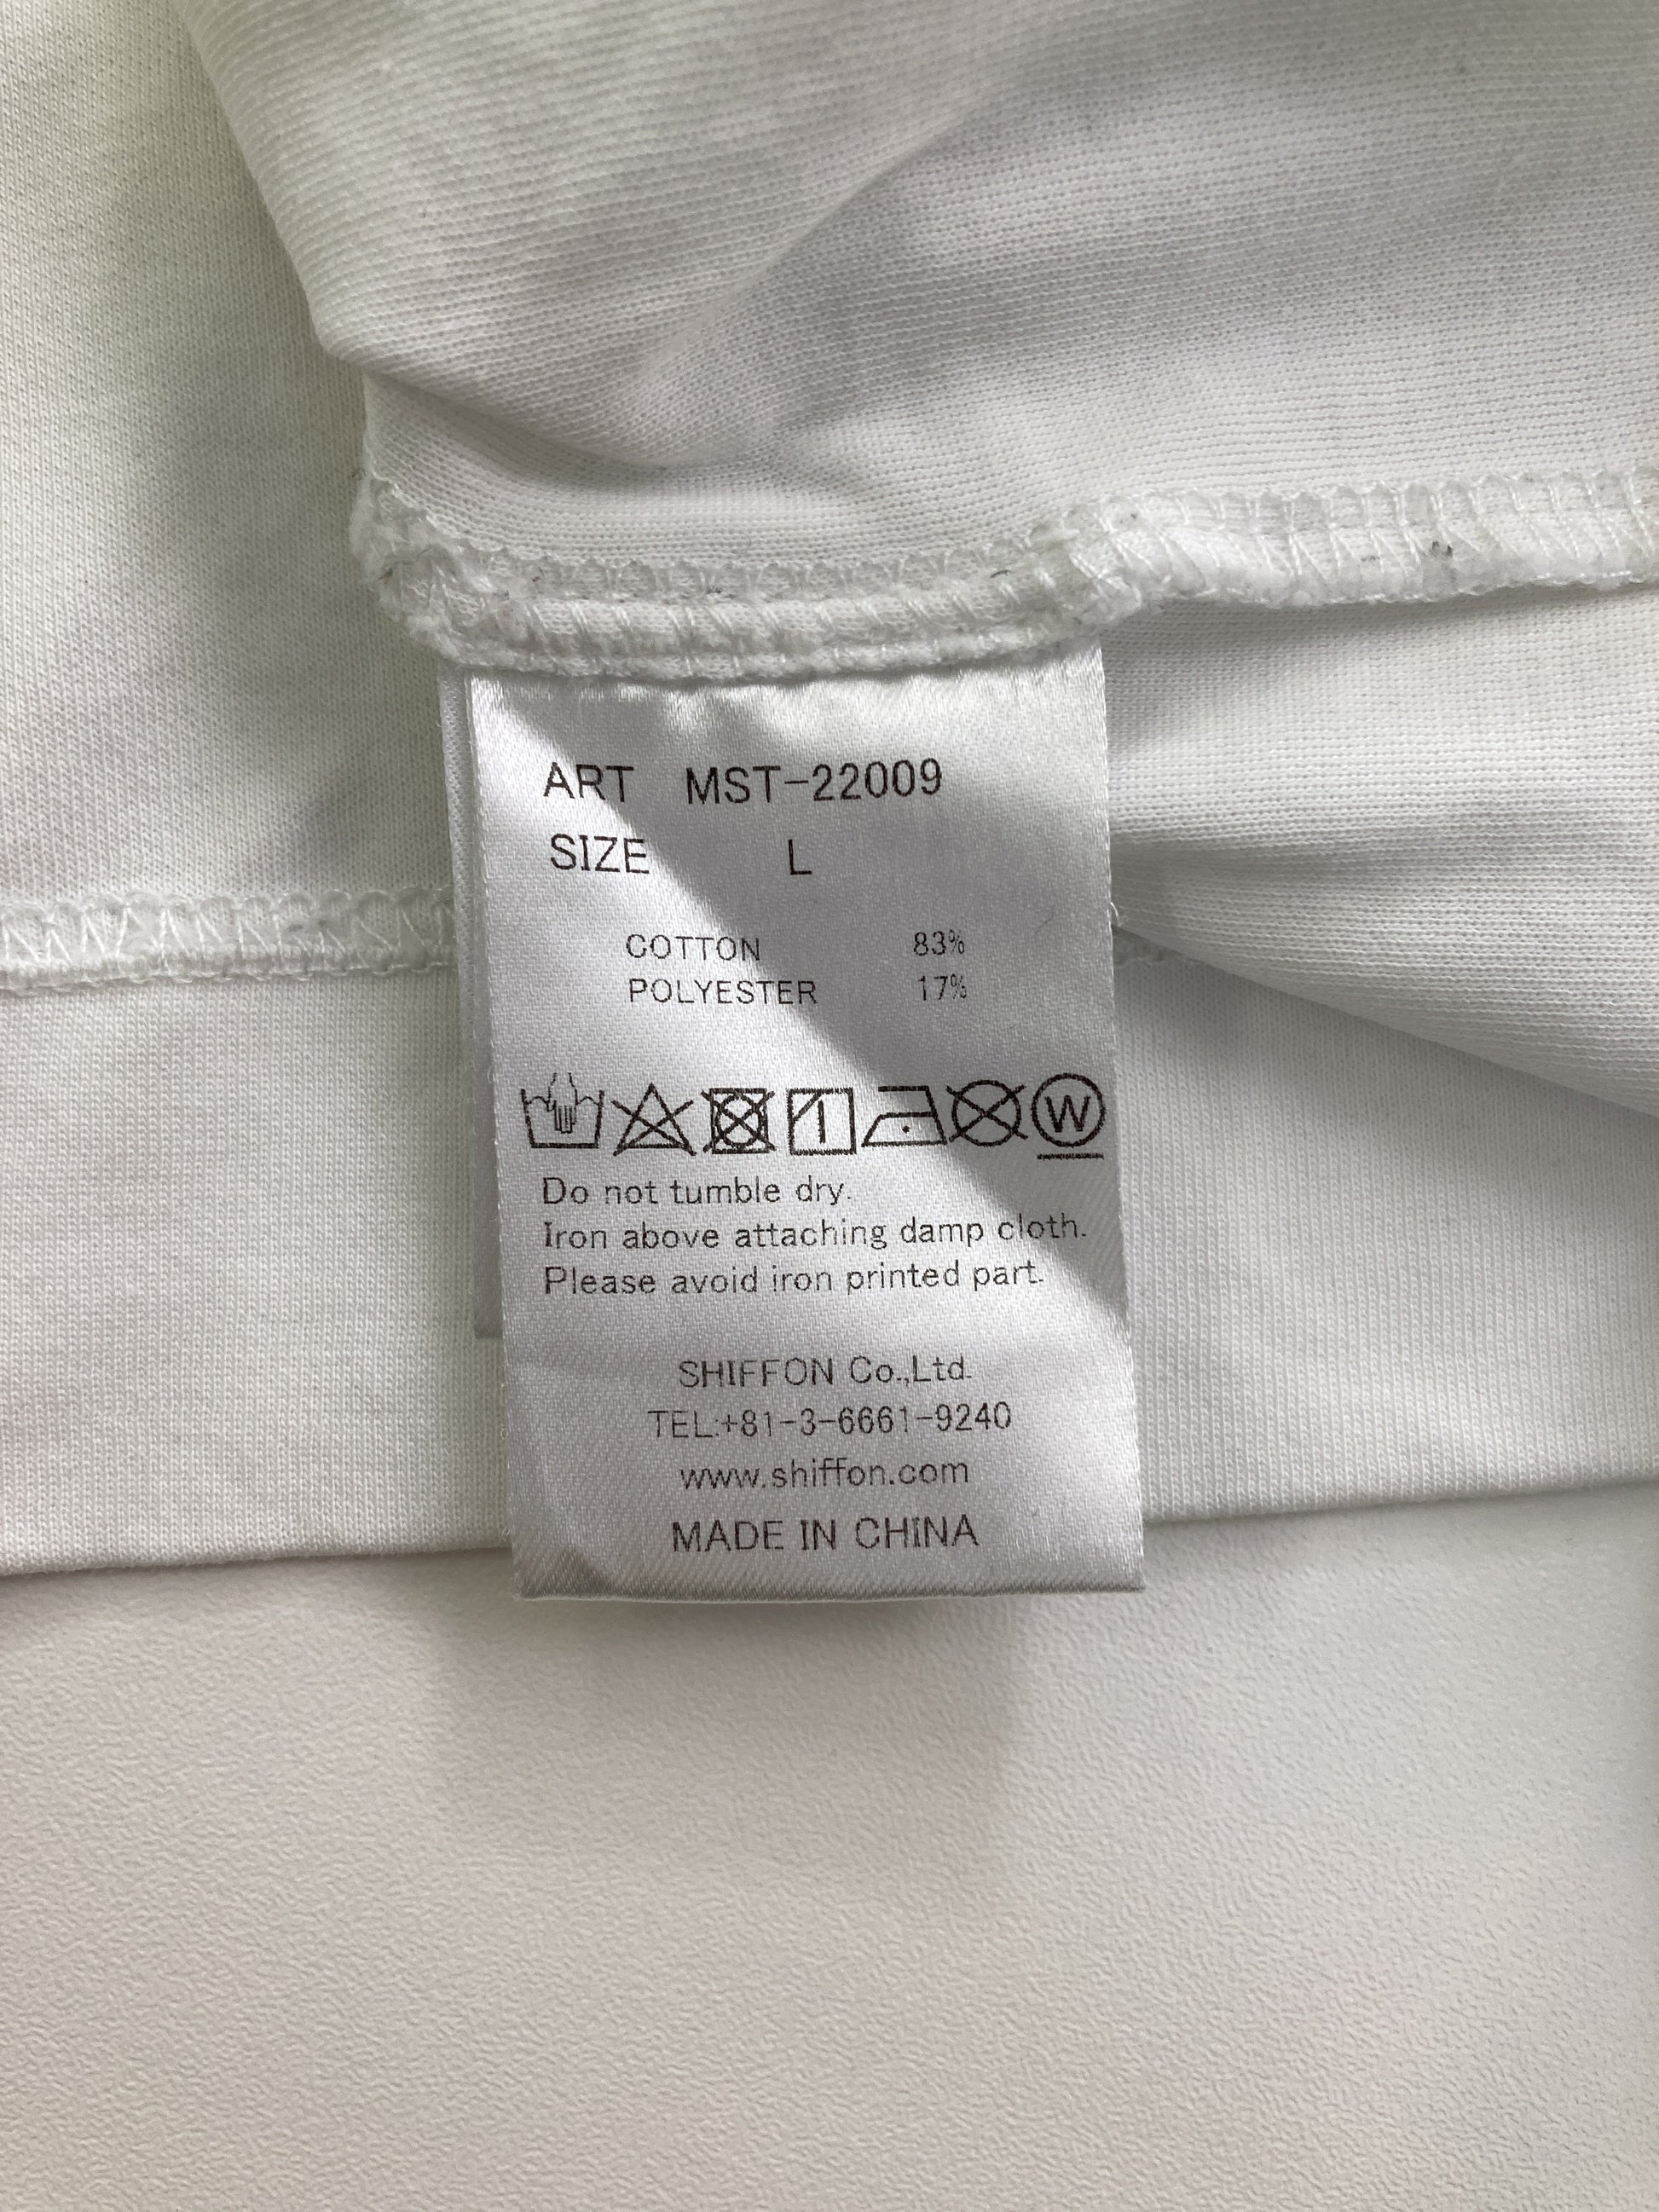 ART MST-22009
SIZE L
COTTON 83%
POLYESTER 17%
W
Do not tumble dry.
Iron above attaching damp cloth.
Please avoid iron printed part.
SHIFFON Co.,Ltd.
TEL:+81-3-6661-9240
www.shiffon.com
MADE IN CHINA